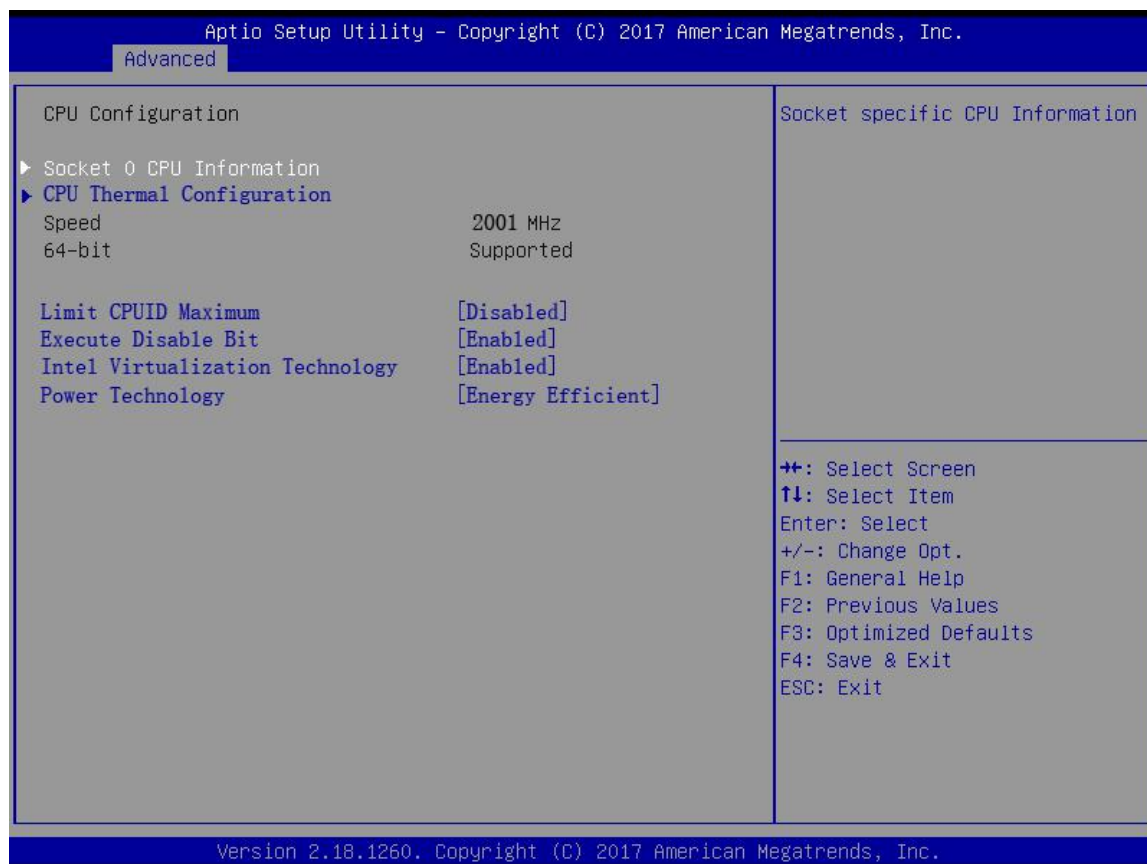 Aptio Setup Utility – Copyright (C) 2017 American Megatrends, Inc.
Advanced
CPU Configuration
Socket 0 CPU Information
CPU Thermal Configuration
Speed 2001 MHz
64-bit Supported
Limit CPUID Maximum [Disabled]
Execute Disable Bit [Enabled]
Intel Virtualization Technology [Enabled]
Power Technology [Energy Efficient]
Socket specific CPU Information
→←: Select Screen
↑↓: Select Item
Enter: Select
+/-: Change Opt.
F1: General Help
F2: Previous Values
F3: Optimized Defaults
F4: Save & Exit
ESC: Exit
Version 2.18.1260. Copyright (C) 2017 American Megatrends, Inc.